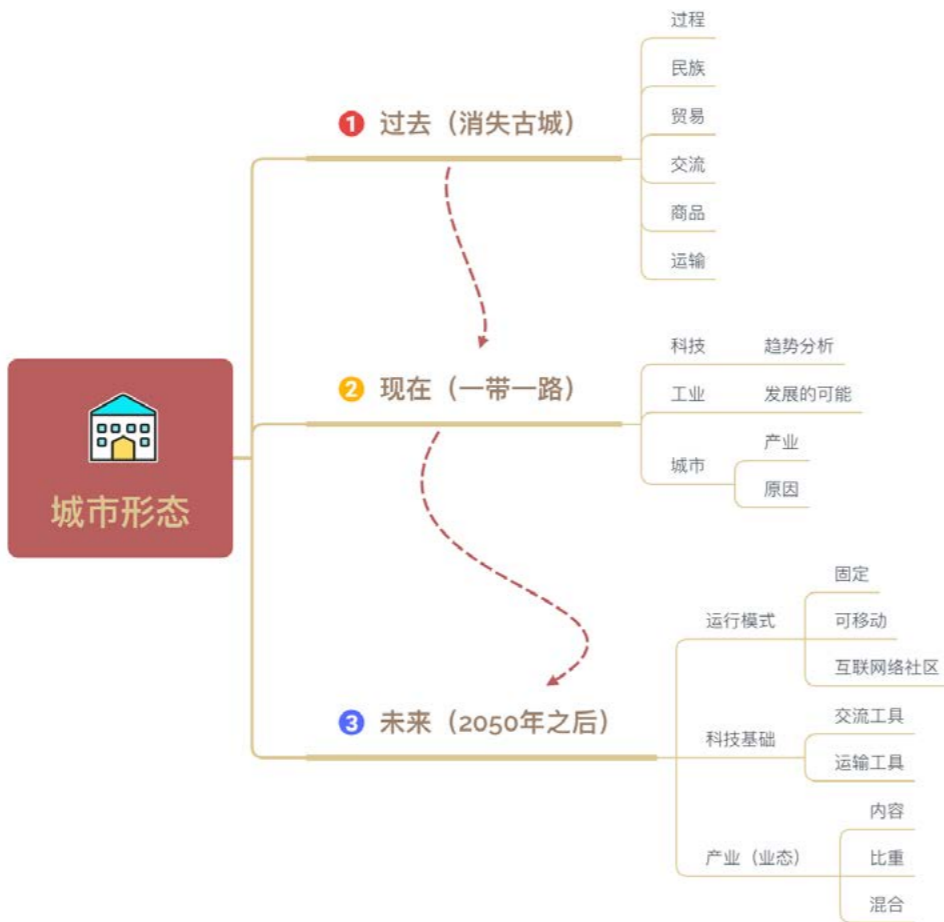 城市形态
1 过去（消失古城）
过程
民族
贸易
交流
商品
运输
2 现在（一带一路）
科技
趋势分析
工业
发展的可能
城市
产业
原因
3 未来（2050年之后）
运行模式
固定
可移动
互联网络社区
科技基础
交流工具
运输工具
产业（业态）
内容
比重
混合